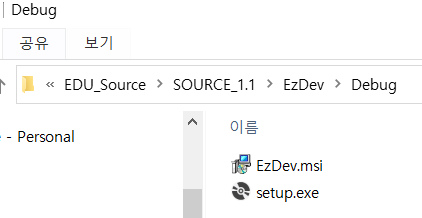 Debug
공유 보기
« EDU_Source > SOURCE_1.1 > EzDev > Debug
- Personal
이름
EzDev.msi
setup.exe